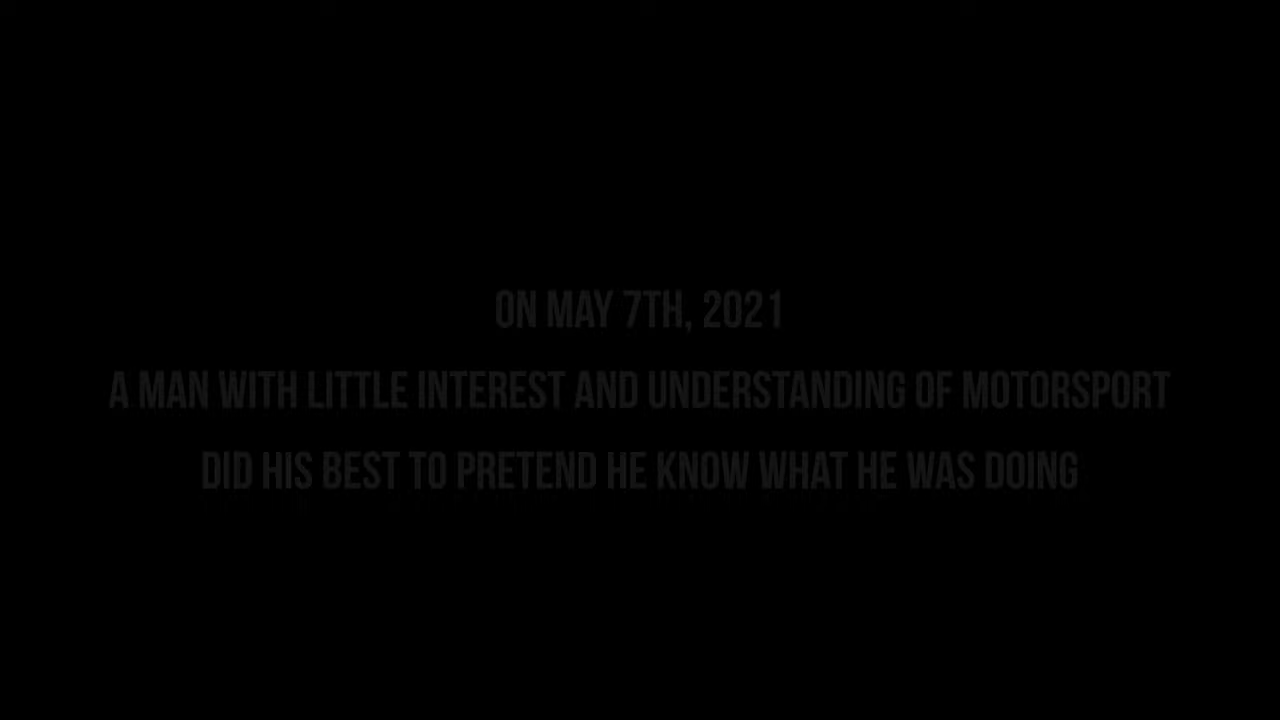 ON MAY 7TH, 2021
A MAN WITH LITTLE INTEREST AND UNDERSTANDING OF MOTORSPORT
DID HIS BEST TO PRETEND HE KNOW WHAT HE WAS DOING